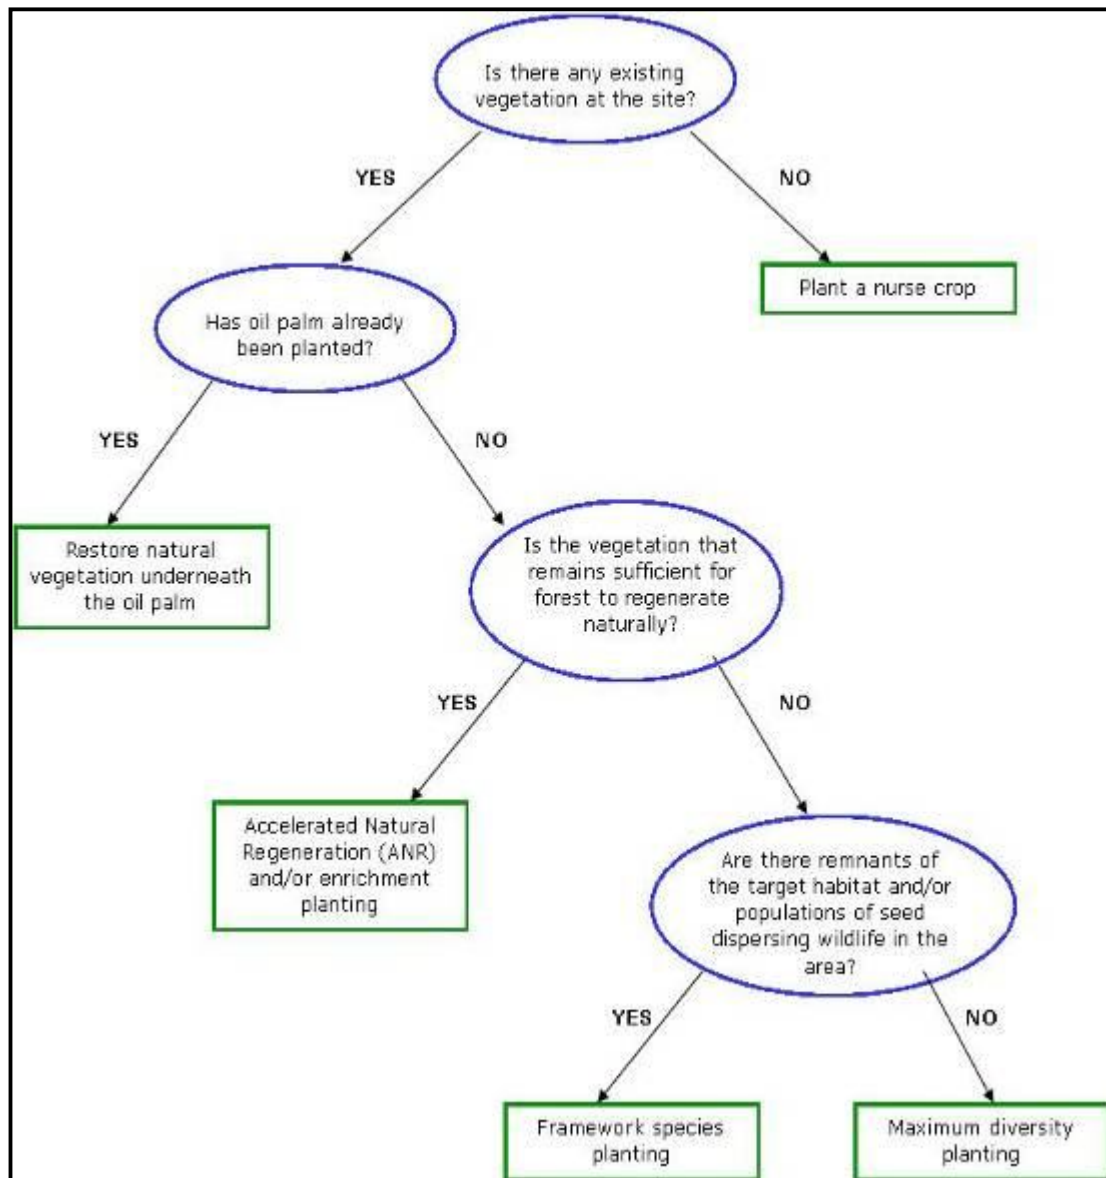 Is there any existing
vegetation at the site?
YES
NO
Plant a nurse crop
Has oil palm already
been planted?
YES
NO
Restore natural
vegetation underneath
the oil palm
Is the vegetation that
remains sufficient for
forest to regenerate
naturally?
YES
NO
Accelerated Natural
Regeneration (ANR)
and/or enrichment
planting
Are there remnants of
the target habitat and/or
populations of seed
dispersing wildlife in the
area?
YES
NO
Framework species
planting
Maximum diversity
planting